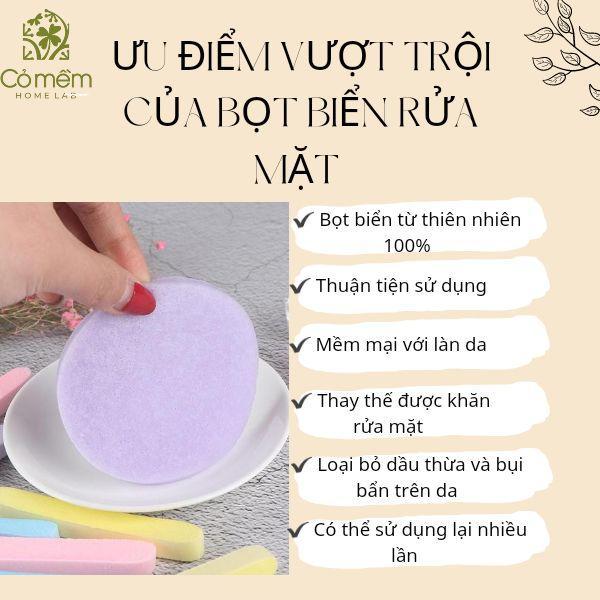 Cỏ mềm
HOME LAB
ƯU ĐIỂM VƯỢT TRỘI
CỦA BỌT BIỂN RỬA
MẶT
Bọt biển từ thiên nhiên
100%
Thuận tiện sử dụng
Mềm mại với làn da
Thay thế được khăn
rửa mặt
Loại bỏ dầu thừa và bụi
bẩn trên da
Có thể sử dụng lại nhiều
lần